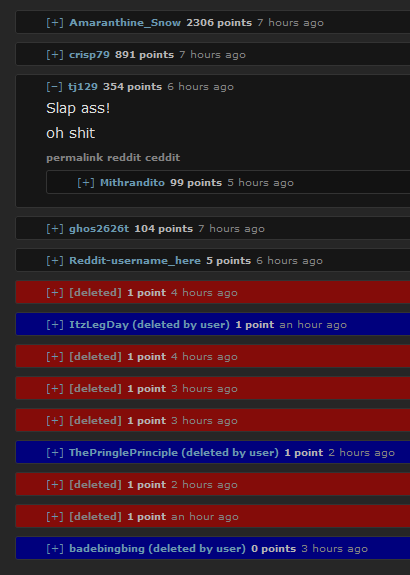 [+] Amaranthine_Snow 2306 points 7 hours ago
[+] crisp79 891 points 7 hours ago
[−] tj129 354 points 6 hours ago
Slap ass!
oh shit
permalink reddit ceddit
[+] Mithrandito 99 points 5 hours ago
[+] ghos2626t 104 points 7 hours ago
[+] Reddit-username_here 5 points 6 hours ago
[+] [deleted] 1 point 4 hours ago
[+] ItzLegDay (deleted by user) 1 point an hour ago
[+] [deleted] 1 point 4 hours ago
[+] [deleted] 1 point 3 hours ago
[+] [deleted] 1 point 3 hours ago
[+] ThePringlePrinciple (deleted by user) 1 point 2 hours ago
[+] [deleted] 1 point 2 hours ago
[+] [deleted] 1 point an hour ago
[+] badebingbing (deleted by user) 0 points 3 hours ago